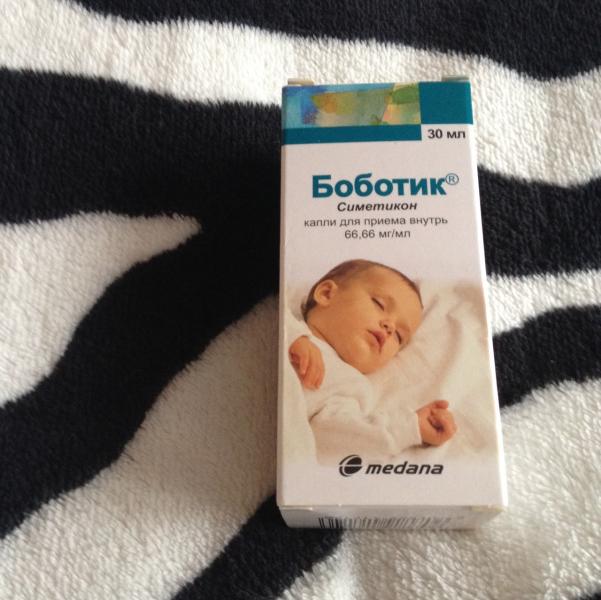 30 мл
Боботик®
Симетикон
капли для приема внутрь
66,66 мг/мл
medana